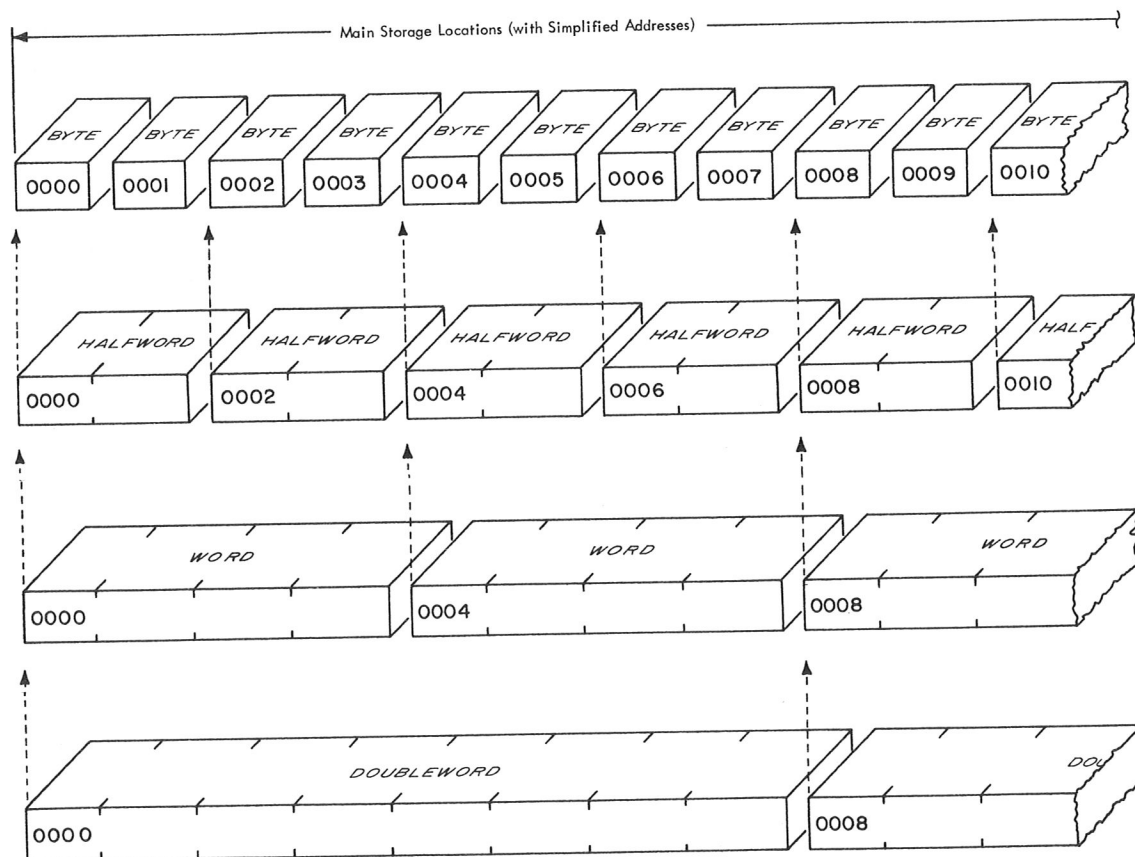 Main Storage Locations (with Simplified Addresses)
BYTE BYTE BYTE BYTE BYTE BYTE BYTE BYTE BYTE BYTE BYTE
0000 0001 0002 0003 0004 0005 0006 0007 0008 0009 0010
HALFWORD HALFWORD HALFWORD HALFWORD HALFWORD HALF
0000 0002 0004 0006 0008 0010
WORD WORD WORD
0000 0004 0008
DOUBLEWORD DOU
0000 0008